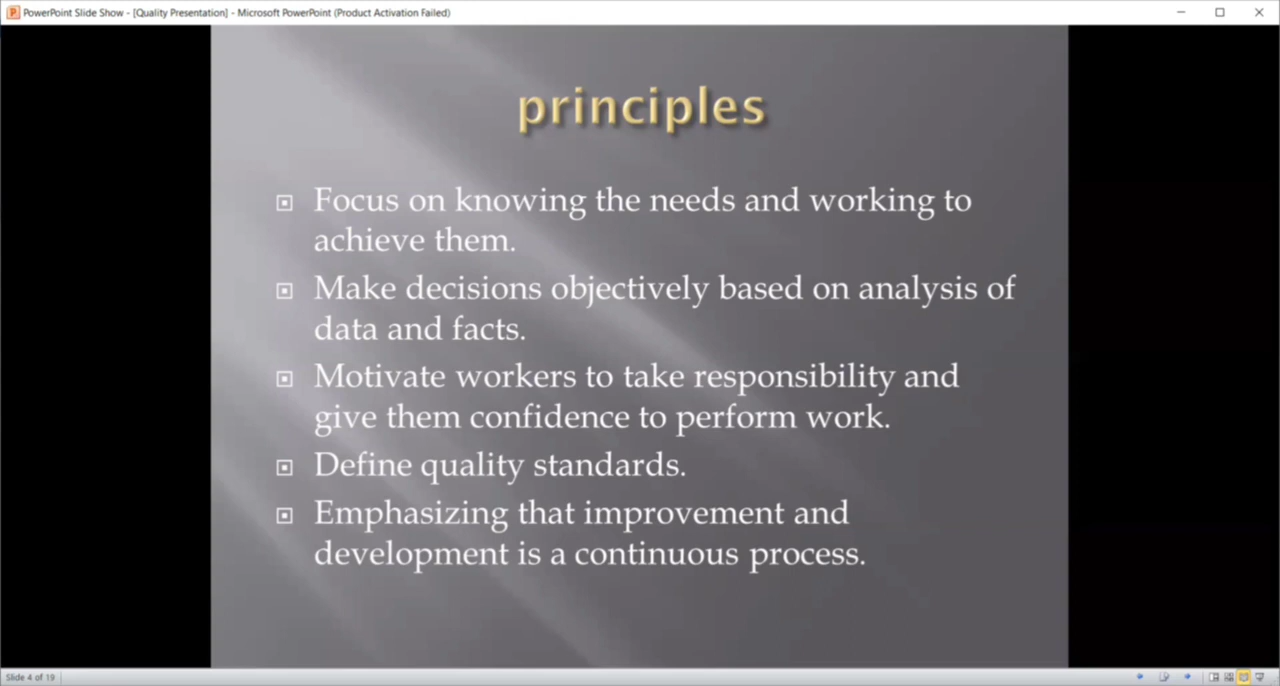 PowerPoint Slide Show - [Quality Presentation] - Microsoft PowerPoint (Product Activation Failed)
principles
Focus on knowing the needs and working to
achieve them.
Make decisions objectively based on analysis of
data and facts.
Motivate workers to take responsibility and
give them confidence to perform work.
Define quality standards.
Emphasizing that improvement and
development is a continuous process.
Slide 4 of 19